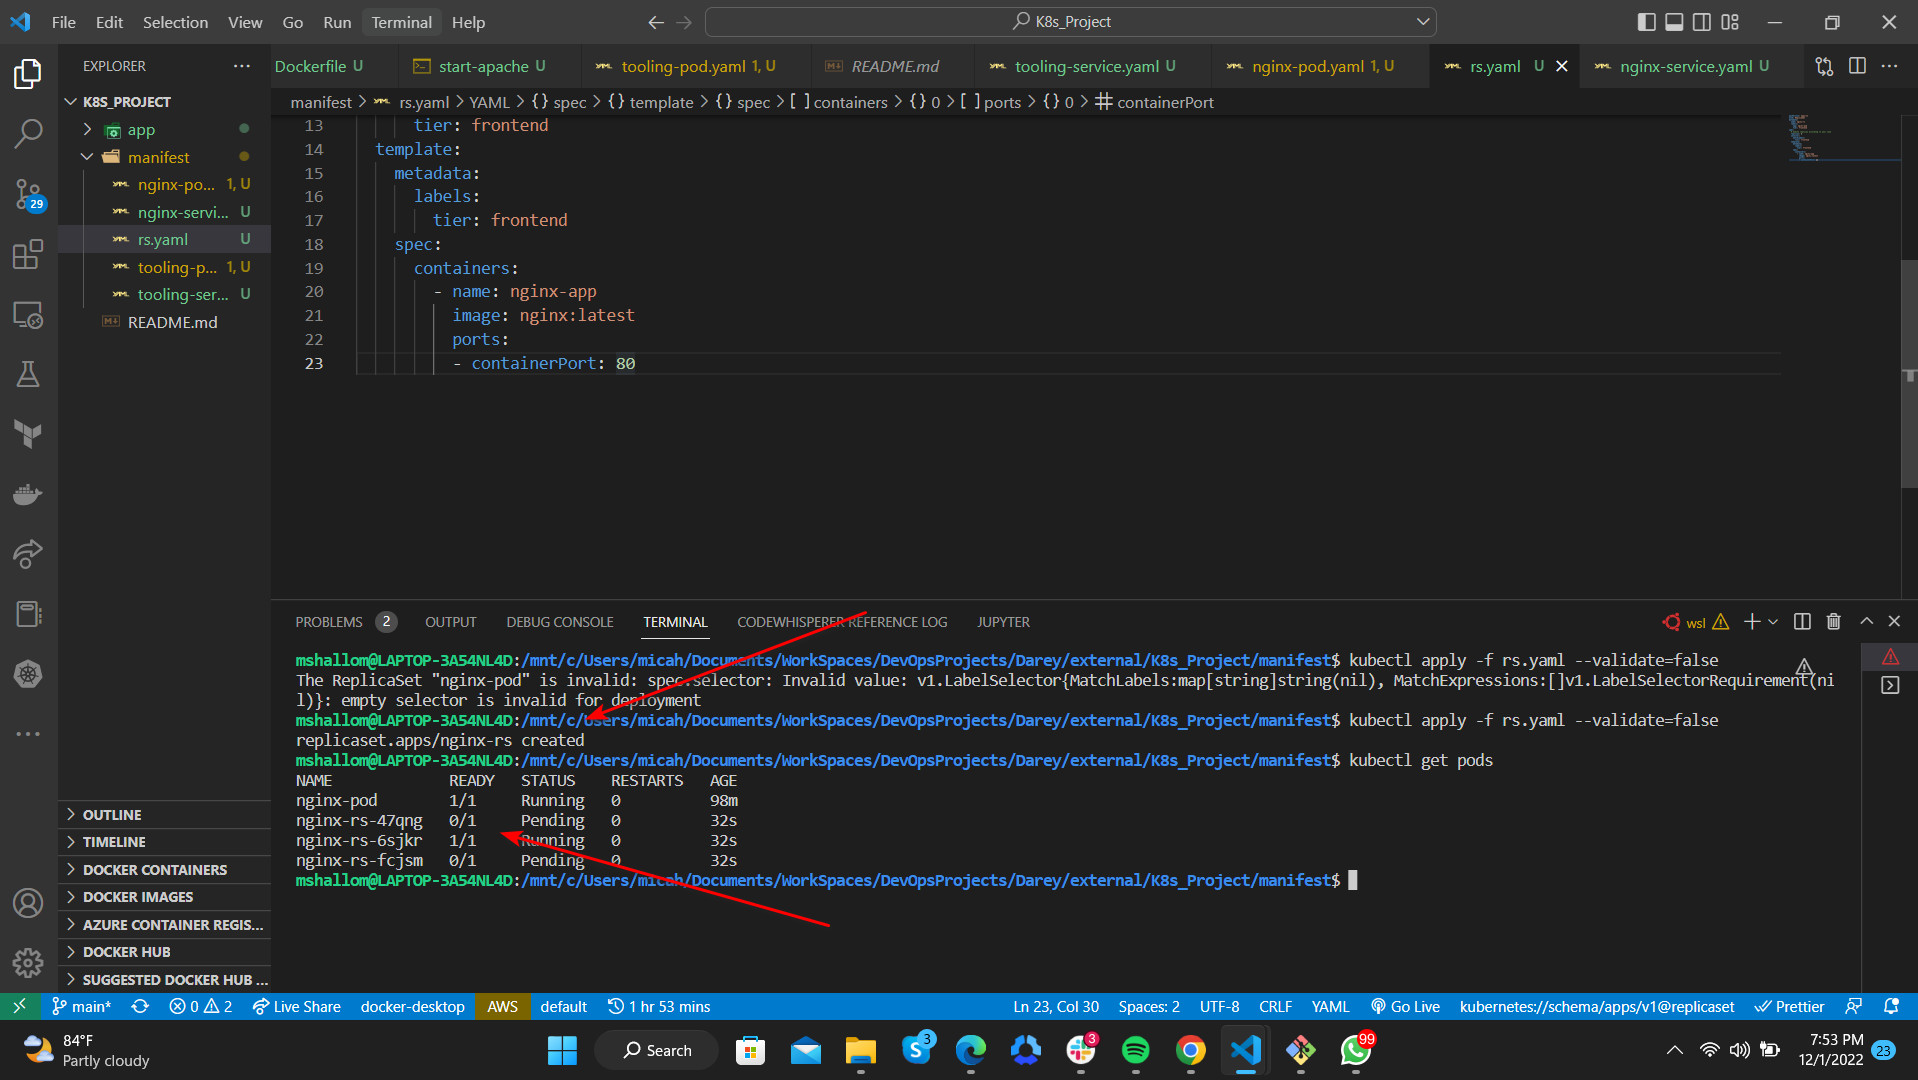 File Edit Selection View Go Run Terminal Help
K8s_Project
EXPLORER
Dockerfile U
start-apache U
tooling-pod.yaml 1, U
README.md
tooling-service.yaml U
nginx-pod.yaml 1, U
rs.yaml U
nginx-service.yaml U
manifest > rs.yaml > YAML > {} spec > {} template > {} spec > [ ] containers > {} 0 > [ ] ports > {} 0 > containerPort
K8S_PROJECT
app
manifest
nginx-po... 1, U
nginx-servi... U
rs.yaml U
tooling-p... 1, U
tooling-ser... U
README.md
29
OUTLINE
TIMELINE
DOCKER CONTAINERS
DOCKER IMAGES
AZURE CONTAINER REGIS...
DOCKER HUB
SUGGESTED DOCKER HUB ...
13 tier: frontend
14 template:
15 metadata:
16 labels:
17 tier: frontend
18 spec:
19 containers:
20 - name: nginx-app
21 image: nginx:latest
22 ports:
23 - containerPort: 80
PROBLEMS 2 OUTPUT DEBUG CONSOLE TERMINAL CODEWHISPERER REFERENCE LOG JUPYTER
wsl
mshallom@LAPTOP-3A54NL4D:/mnt/c/Users/micah/Documents/WorkSpaces/DevOpsProjects/Darey/external/K8s_Project/manifest$ kubectl apply -f rs.yaml --validate=false
The ReplicaSet "nginx-pod" is invalid: spec.selector: Invalid value: v1.LabelSelector{MatchLabels:map[string]string(nil), MatchExpressions:[]v1.LabelSelectorRequirement(ni
l)}: empty selector is invalid for deployment
mshallom@LAPTOP-3A54NL4D:/mnt/c/Users/micah/Documents/WorkSpaces/DevOpsProjects/Darey/external/K8s_Project/manifest$ kubectl apply -f rs.yaml --validate=false
replicaset.apps/nginx-rs created
mshallom@LAPTOP-3A54NL4D:/mnt/c/Users/micah/Documents/WorkSpaces/DevOpsProjects/Darey/external/K8s_Project/manifest$ kubectl get pods
NAME READY STATUS RESTARTS AGE
nginx-pod 1/1 Running 0 98m
nginx-rs-47qng 0/1 Pending 0 32s
nginx-rs-6sjkr 1/1 Running 0 32s
nginx-rs-fcjsm 0/1 Pending 0 32s
mshallom@LAPTOP-3A54NL4D:/mnt/c/Users/micah/Documents/WorkSpaces/DevOpsProjects/Darey/external/K8s_Project/manifest$
main* 0 2 Live Share docker-desktop AWS default 1 hr 53 mins
Ln 23, Col 30 Spaces: 2 UTF-8 CRLF YAML Go Live kubernetes://schema/apps/v1@replicaset Prettier
84°F
Partly cloudy
Search
3
3
99
7:53 PM
12/1/2022
23